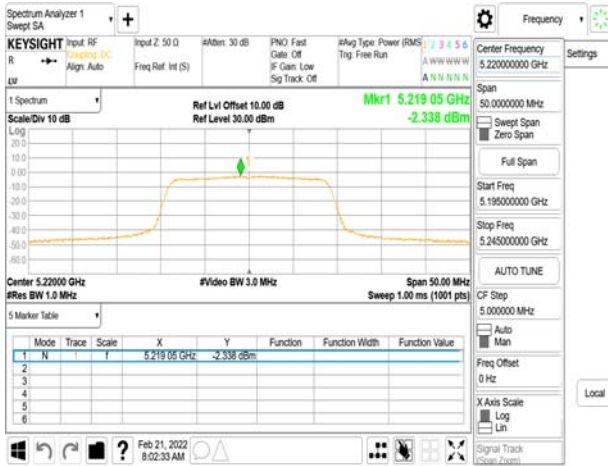 Spectrum Analyzer 1
Swept SA
Frequency
KEYSIGHT
R
Input: RF
Coupling: DC
Align: Auto
Input Z: 50 Ω
Freq Ref: Int (S)
#Atten: 30 dB
PNO: Fast
Gate: Off
IF Gain: Low
Sig Track: Off
#Avg Type: Power (RMS)
Trig: Free Run
1 2 3 4 5 6
A W W W W W
A N N N N N
Center Frequency
5.220000000 GHz
Settings
Span
50.0000000 MHz
Swept Span
Zero Span
Full Span
Start Freq
5.195000000 GHz
Stop Freq
5.245000000 GHz
AUTO TUNE
CF Step
5.000000 MHz
Auto
Man
Freq Offset
0 Hz
X Axis Scale
Log
Lin
Signal Track
(Span Zoom)
Local
1 Spectrum
Scale/Div 10 dB
Ref Lvl Offset 10.00 dB
Ref Level 30.00 dBm
Mkr1 5.219 05 GHz
-2.338 dBm
Log
20.0
10.0
0.00
-10.0
-20.0
-30.0
-40.0
-50.0
-60.0
1
Center 5.22000 GHz
#Res BW 1.0 MHz
#Video BW 3.0 MHz
Span 50.00 MHz
Sweep 1.00 ms (1001 pts)
5 Marker Table
Mode Trace Scale X Y Function Function Width Function Value
1 N 1 f 5.219 05 GHz -2.338 dBm
2
3
4
5
6
Feb 21, 2022
8:02:33 AM